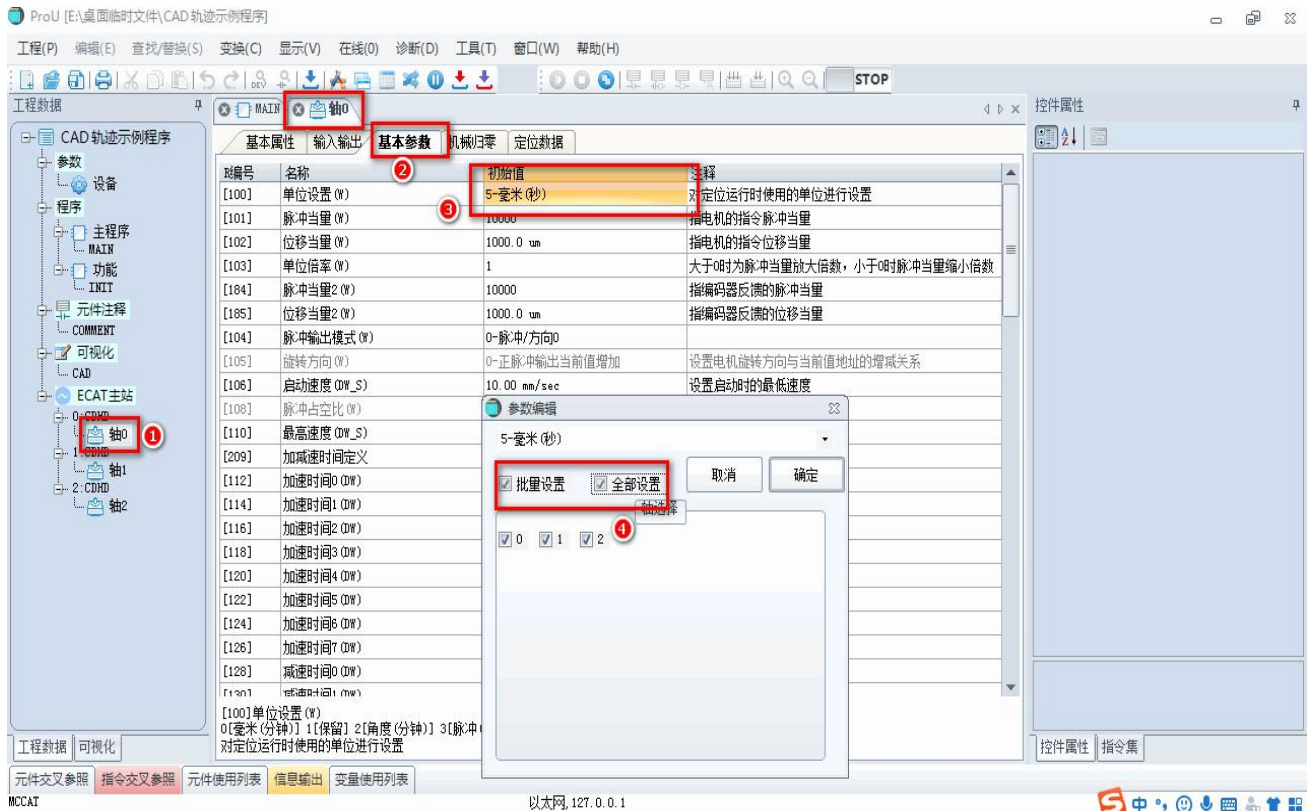 ProU [E:\桌面临时文件\CAD轨迹示例程序]
工程(P) 编辑(E) 查找/替换(S) 变换(C) 显示(V) 在线(O) 诊断(D) 工具(T) 窗口(W) 帮助(H)
STOP
工程数据
CAD轨迹示例程序
参数
设备
程序
主程序
MAIN
功能
INIT
元件注释
COMMENT
可视化
CAD
ECAT主站
0:CDHD
轴0
1
1:CDHD
轴1
2:CDHD
轴2
工程数据 可视化
MAIN 轴0
基本属性 输入输出 基本参数 机械归零 定位数据
2
R编号 名称 初始值 注释
[100] 单位设置(W) 5-毫米(秒) 对定位运行时使用的单位进行设置
3
[101] 脉冲当量(W) 10000 指电机的指令脉冲当量
[102] 位移当量(W) 1000.0 um 指电机的指令位移当量
[103] 单位倍率(W) 1 大于0时为脉冲当量放大倍数，小于0时脉冲当量缩小倍数
[184] 脉冲当量2(W) 10000 指编码器反馈的脉冲当量
[185] 位移当量2(W) 1000.0 um 指编码器反馈的位移当量
[104] 脉冲输出模式(W) 0-脉冲/方向0
[105] 旋转方向(W) 0-正脉冲输出当前值增加 设置电机旋转方向与当前值地址的增减关系
[106] 启动速度(DW_S) 10.00 mm/sec 设置启动时的最低速度
[108] 脉冲占空比(W)
[110] 最高速度(DW_S)
[209] 加减速时间定义
[112] 加速时间0(DW)
[114] 加速时间1(DW)
[116] 加速时间2(DW)
[118] 加速时间3(DW)
[120] 加速时间4(DW)
[122] 加速时间5(DW)
[124] 加速时间6(DW)
[126] 加速时间7(DW)
[128] 减速时间0(DW)
[130] 减速时间1(DW)
[100]单位设置(W)
0[毫米(分钟)] 1[保留] 2[角度(分钟)] 3[脉冲
对定位运行时使用的单位进行设置
参数编辑
5-毫米(秒)
批量设置 全部设置 取消 确定
轴选择
4
0 1 2
控件属性
控件属性 指令集
元件交叉参照 指令交叉参照 元件使用列表 信息输出 变量使用列表
MCCAT 以太网,127.0.0.1
中